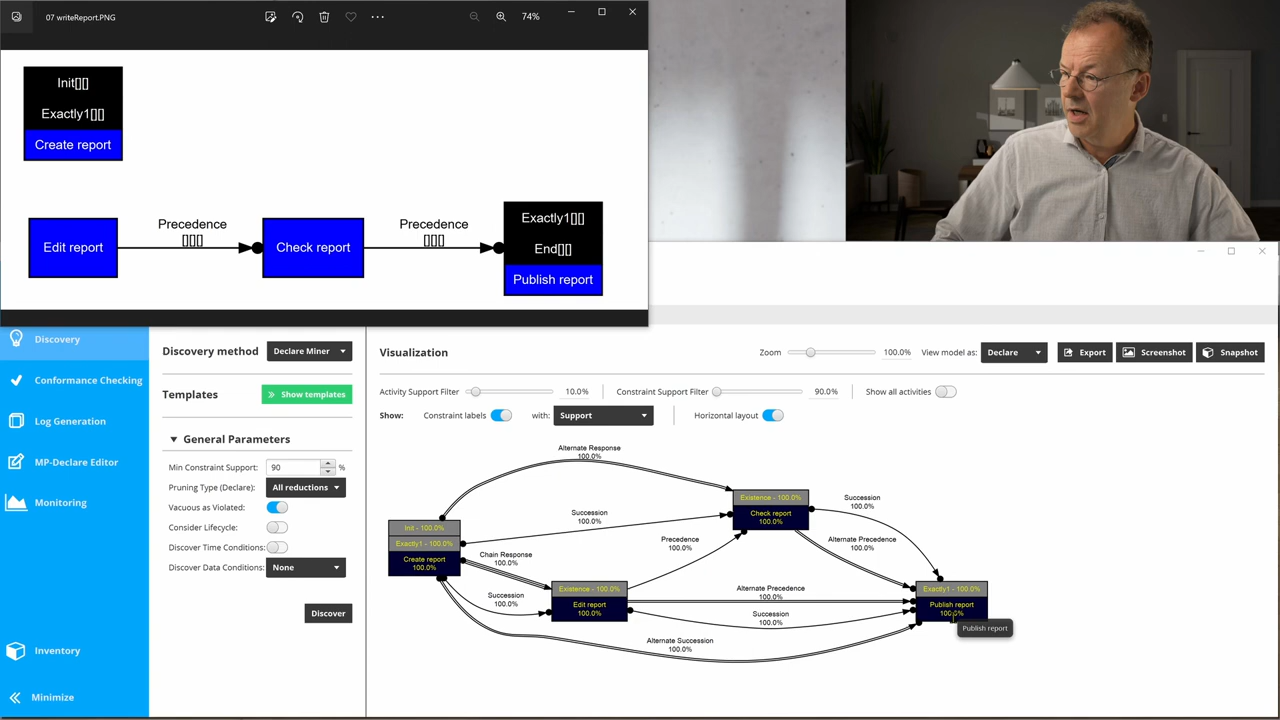 07 writeReport.PNG
74%
Init[][]
Exactly1[][]
Create report
Edit report
Precedence
[][][]
Check report
Precedence
[][][]
Exactly1[][]
End[][]
Publish report
Discovery
Conformance Checking
Log Generation
MP-Declare Editor
Monitoring
Inventory
Minimize
Discovery method
Declare Miner
Templates
Show templates
General Parameters
Min Constraint Support:
90
%
Pruning Type (Declare):
All reductions
Vacuous as Violated:
Consider Lifecycle:
Discover Time Conditions:
Discover Data Conditions:
None
Discover
Visualization
Zoom
100.0%
View model as:
Declare
Export
Screenshot
Snapshot
Activity Support Filter
10.0%
Constraint Support Filter
90.0%
Show all activities
Show:
Constraint labels
with:
Support
Horizontal layout
Alternate Response
100.0%
Succession
100.0%
Init - 100.0%
Exactly1 - 100.0%
Create report
100.0%
Chain Response
100.0%
Succession
100.0%
Existence - 100.0%
Edit report
100.0%
Precedence
100.0%
Existence - 100.0%
Check report
100.0%
Succession
100.0%
Alternate Precedence
100.0%
Alternate Precedence
100.0%
Succession
100.0%
Alternate Succession
100.0%
Exactly1 - 100.0%
Publish report
100.0%
Publish report